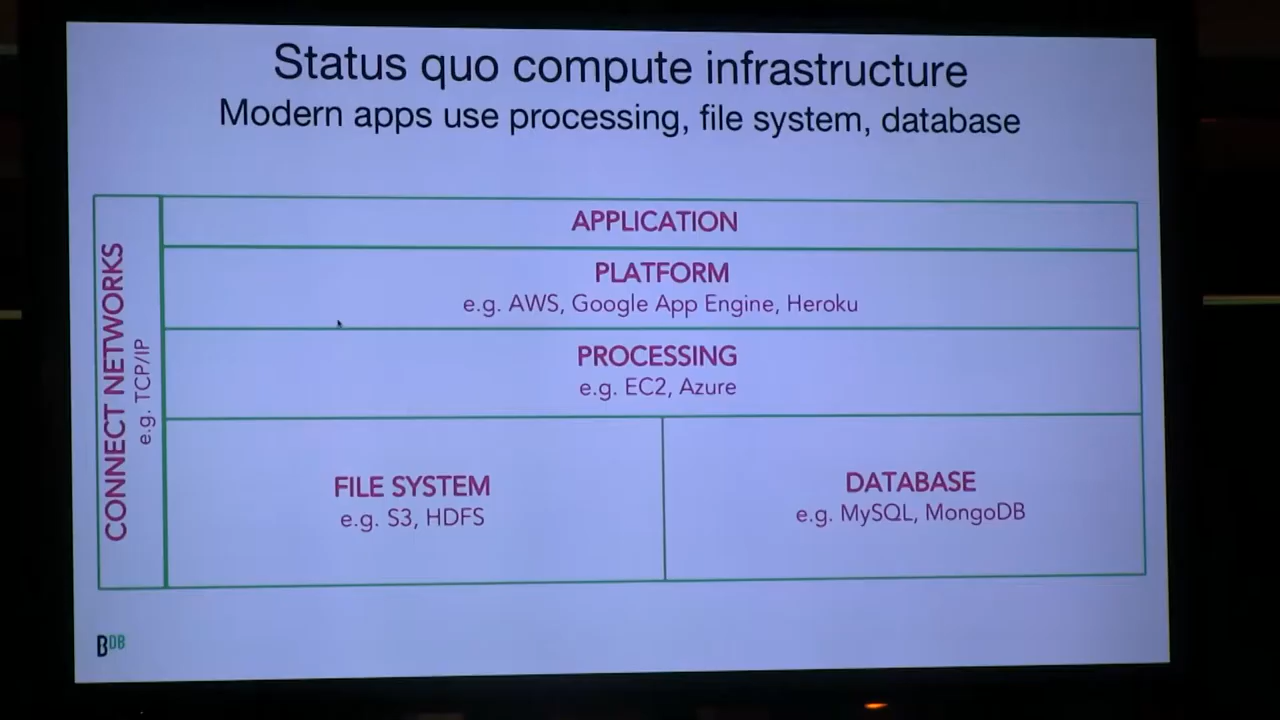 Status quo compute infrastructure
Modern apps use processing, file system, database
CONNECT NETWORKS
e.g. TCP/IP
APPLICATION
PLATFORM
e.g. AWS, Google App Engine, Heroku
PROCESSING
e.g. EC2, Azure
FILE SYSTEM
e.g. S3, HDFS
DATABASE
e.g. MySQL, MongoDB
BDB